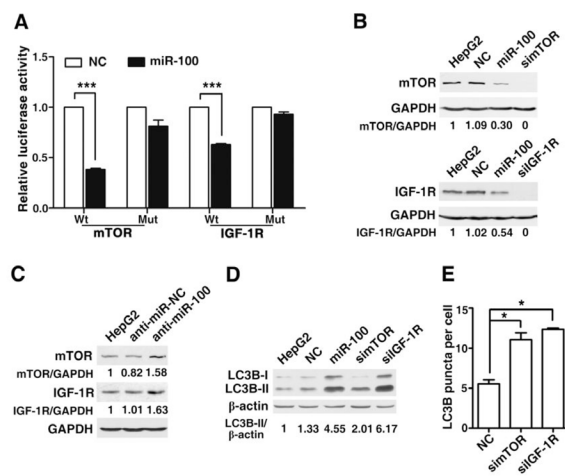 A
NC miR-100
Relative luciferase activity
1.5
1.0
0.5
0.0
*** ***
Wt Mut Wt Mut
mTOR IGF-1R
B
HepG2 NC miR-100 simTOR
mTOR
GAPDH
mTOR/GAPDH 1 1.09 0.30 0
HepG2 NC miR-100 siIGF-1R
IGF-1R
GAPDH
IGF-1R/GAPDH 1 1.02 0.54 0
C
HepG2 anti-miR-NC anti-miR-100
mTOR
mTOR/GAPDH 1 0.82 1.58
IGF-1R
IGF-1R/GAPDH 1 1.01 1.63
GAPDH
D
HepG2 NC miR-100 simTOR siIGF-1R
LC3B-I
LC3B-II
β-actin
LC3B-II/
β-actin 1 1.33 4.55 2.01 6.17
E
LC3B puncta per cell
15
10
5
0
* *
NC simTOR siIGF-1R